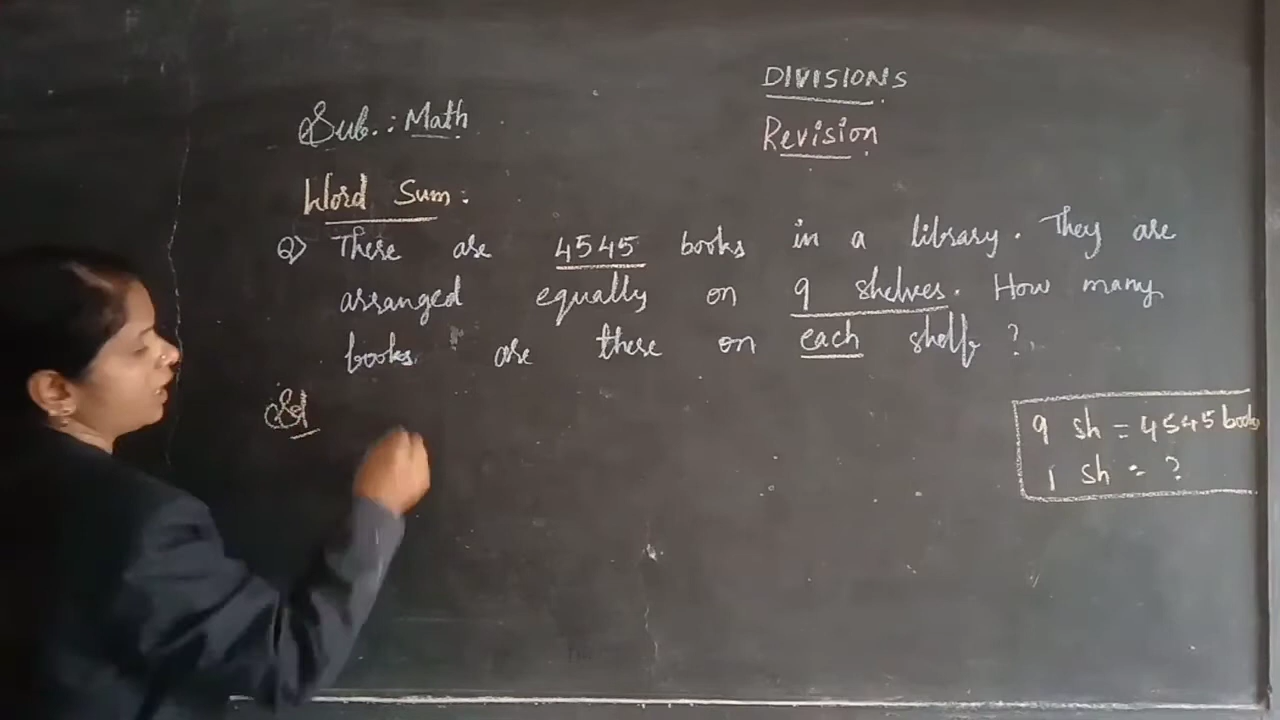 DIVISIONS
Sub.: Math
Revision
Word Sum:
Q) There are 4545 books in a library. They are
arranged equally on 9 shelves. How many
books are there on each shelf?
Sol
9 sh = 4545 books
1 sh = ?